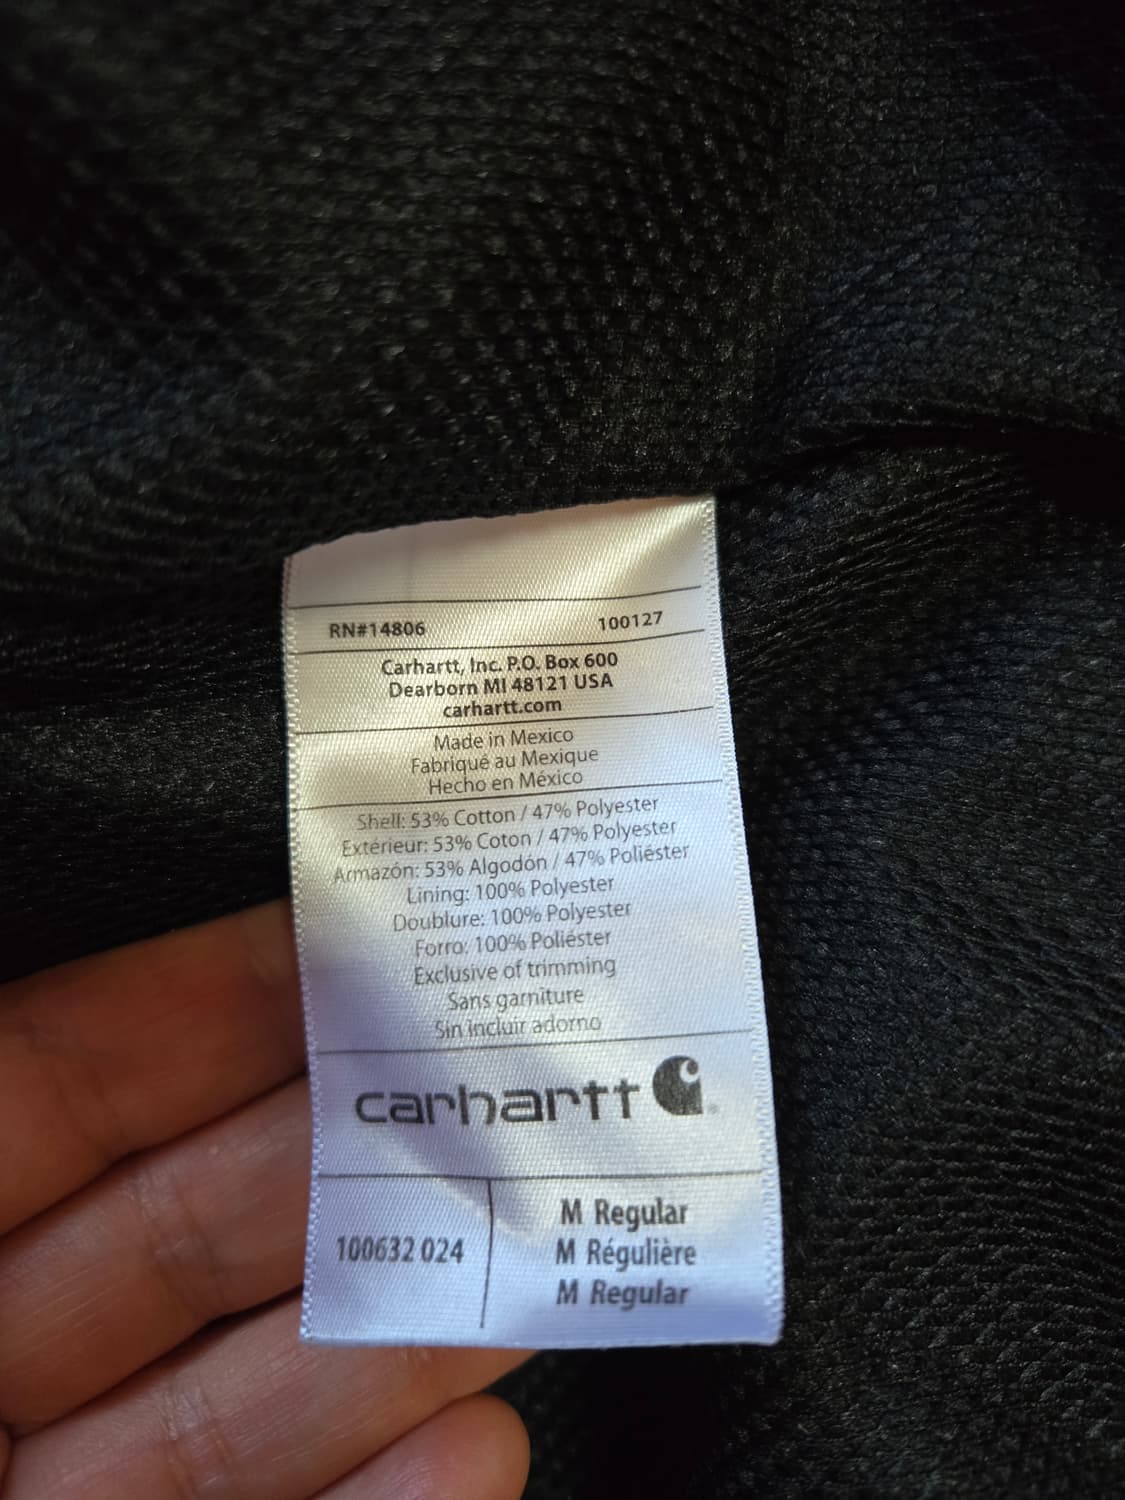 RN#14806 100127
Carhartt, Inc. P.O. Box 600
Dearborn MI 48121 USA
carhartt.com
Made in Mexico
Fabriqué au Mexique
Hecho en México
Shell: 53% Cotton / 47% Polyester
Extérieur: 53% Coton / 47% Polyester
Armazón: 53% Algodón / 47% Poliéster
Lining: 100% Polyester
Doublure: 100% Polyester
Forro: 100% Poliéster
Exclusive of trimming
Sans garniture
Sin incluir adorno
carhartt
100632 024
M Regular
M Régulière
M Regular